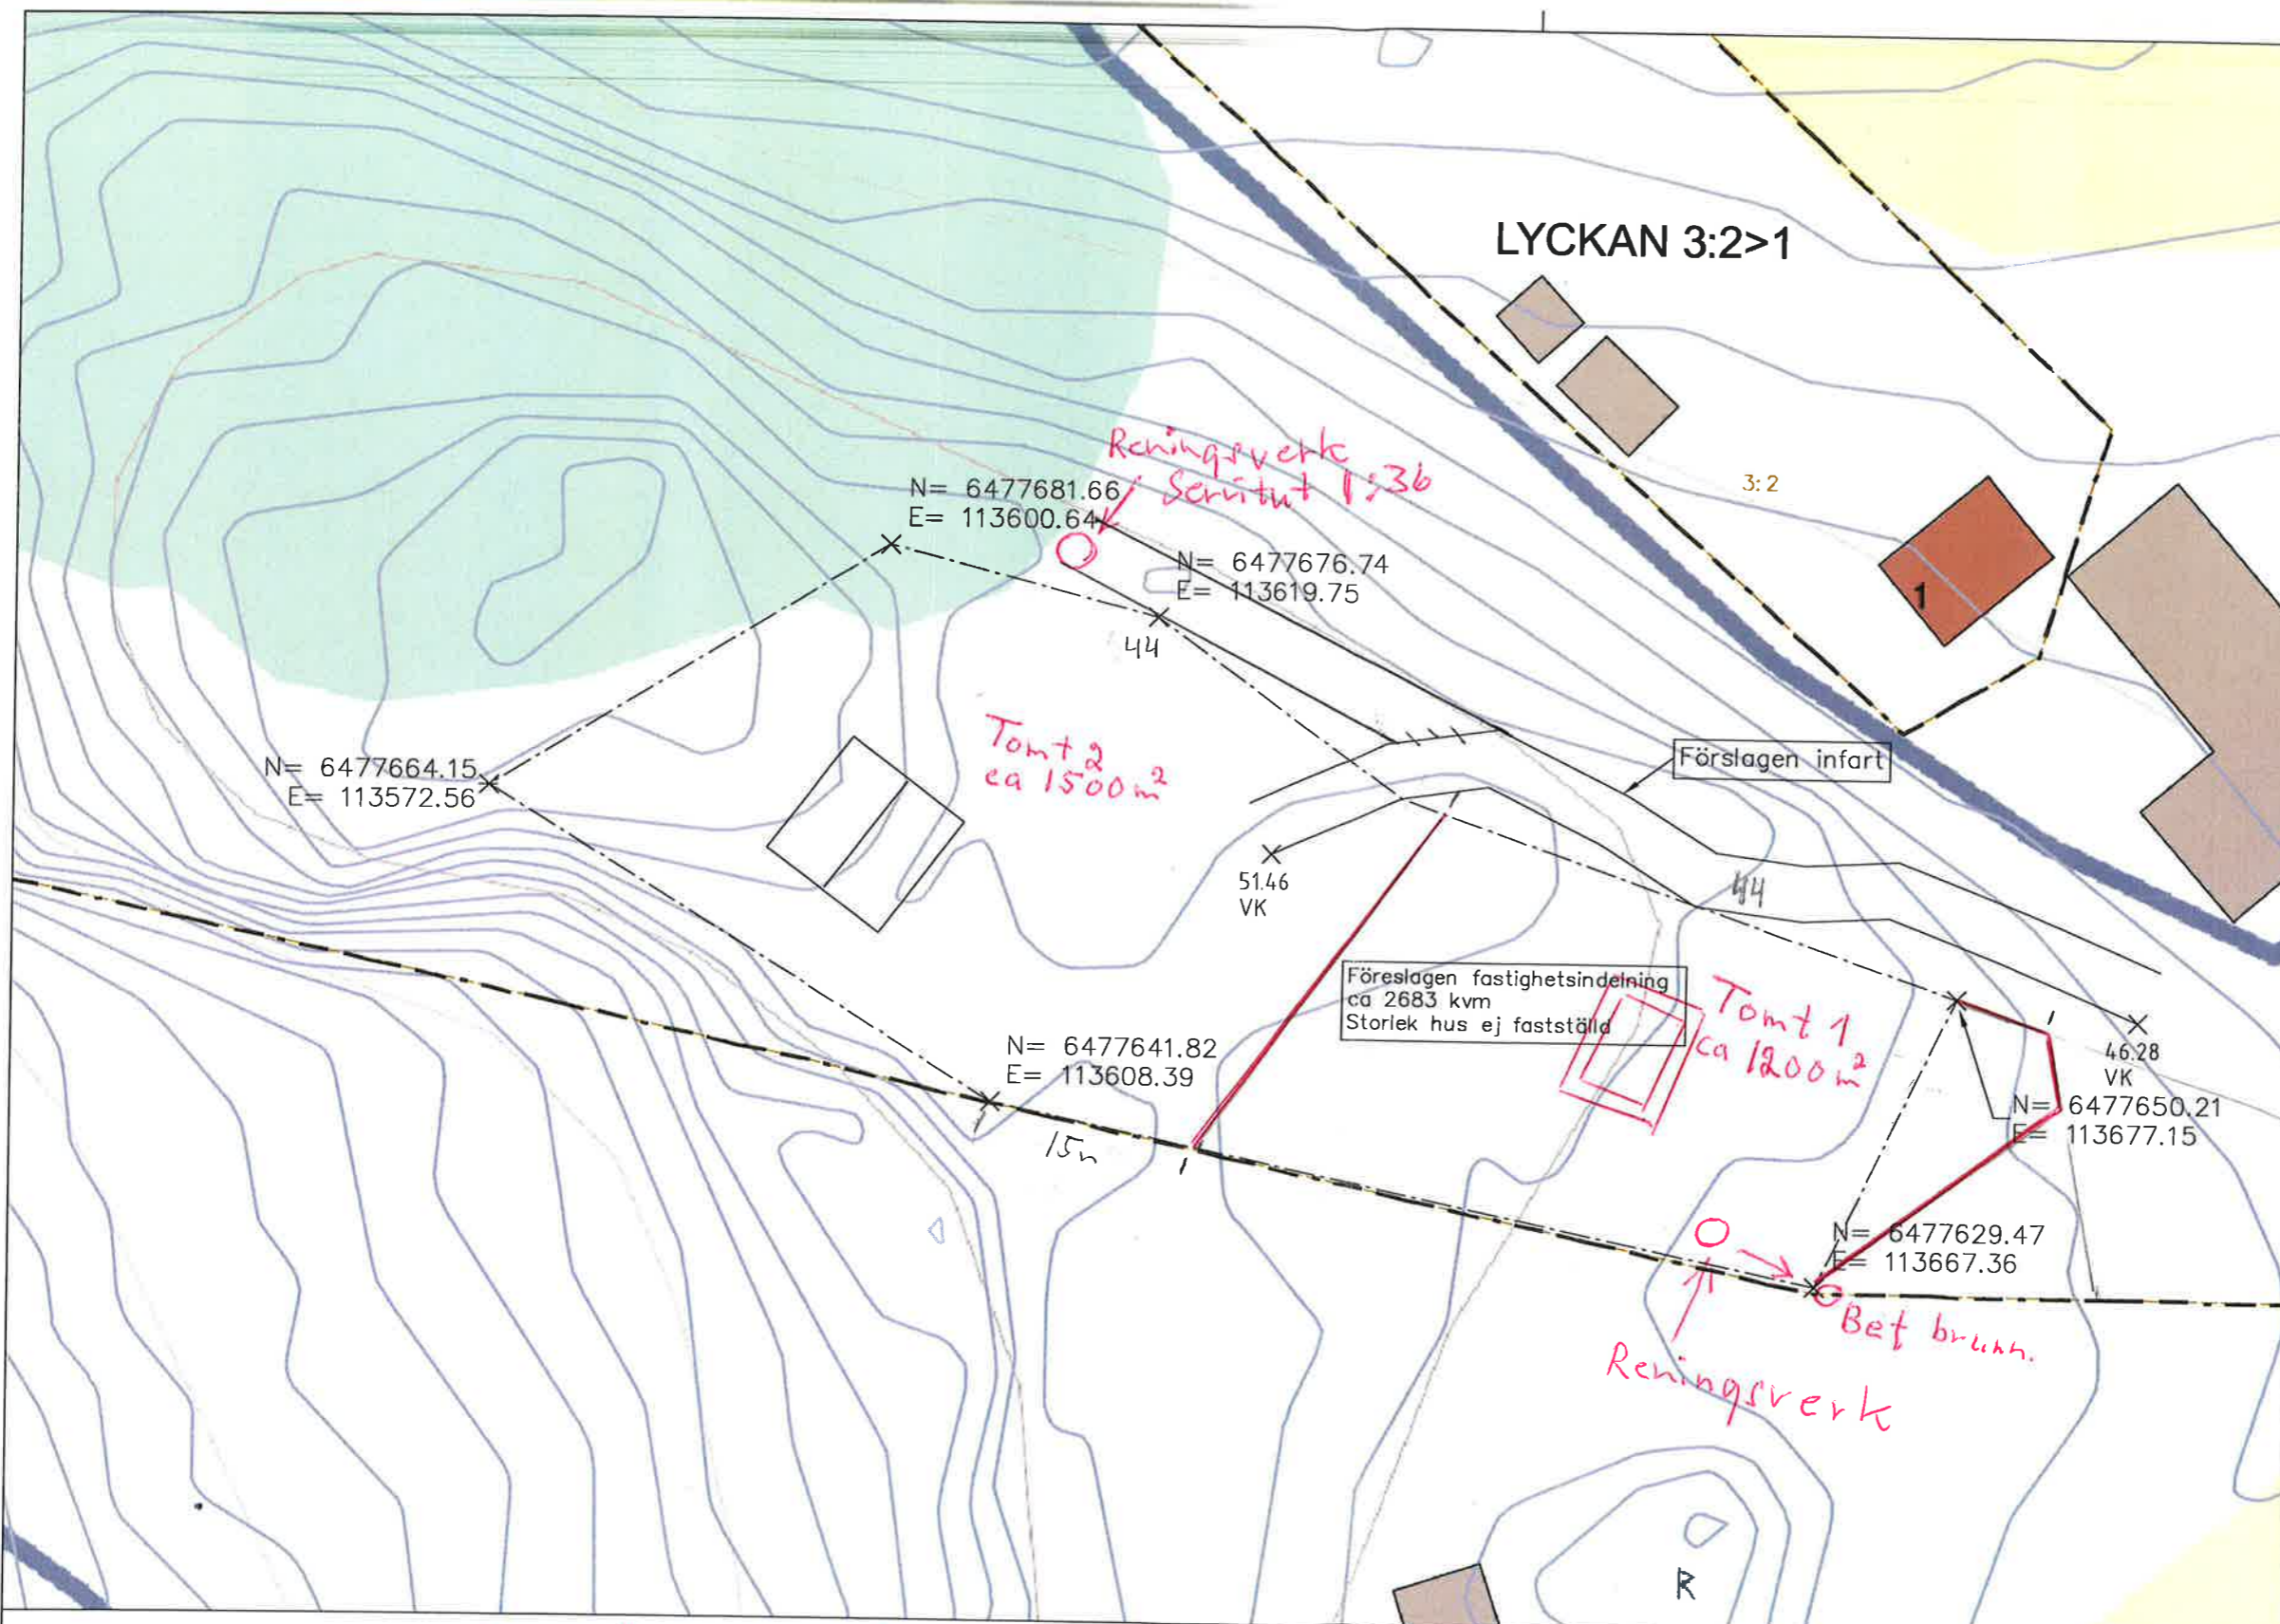 LYCKAN 3:2>1
Reningsverk
Servitut 1:36
N= 6477681.66
E= 113600.64
3:2
N= 6477676.74
E= 113619.75
1
44
Tomt 2
ca 1500 m²
Förslagen infart
N= 6477664.15
E= 113572.56
51.46
VK
44
Föreslagen fastighetsindelning
ca 2683 kvm
Storlek hus ej fastställd
Tomt 1
ca 1200 m²
N= 6477641.82
E= 113608.39
46.28
VK
N= 6477650.21
E= 113677.15
15m
N= 6477629.47
E= 113667.36
Bet brunn.
Reningsverk
R